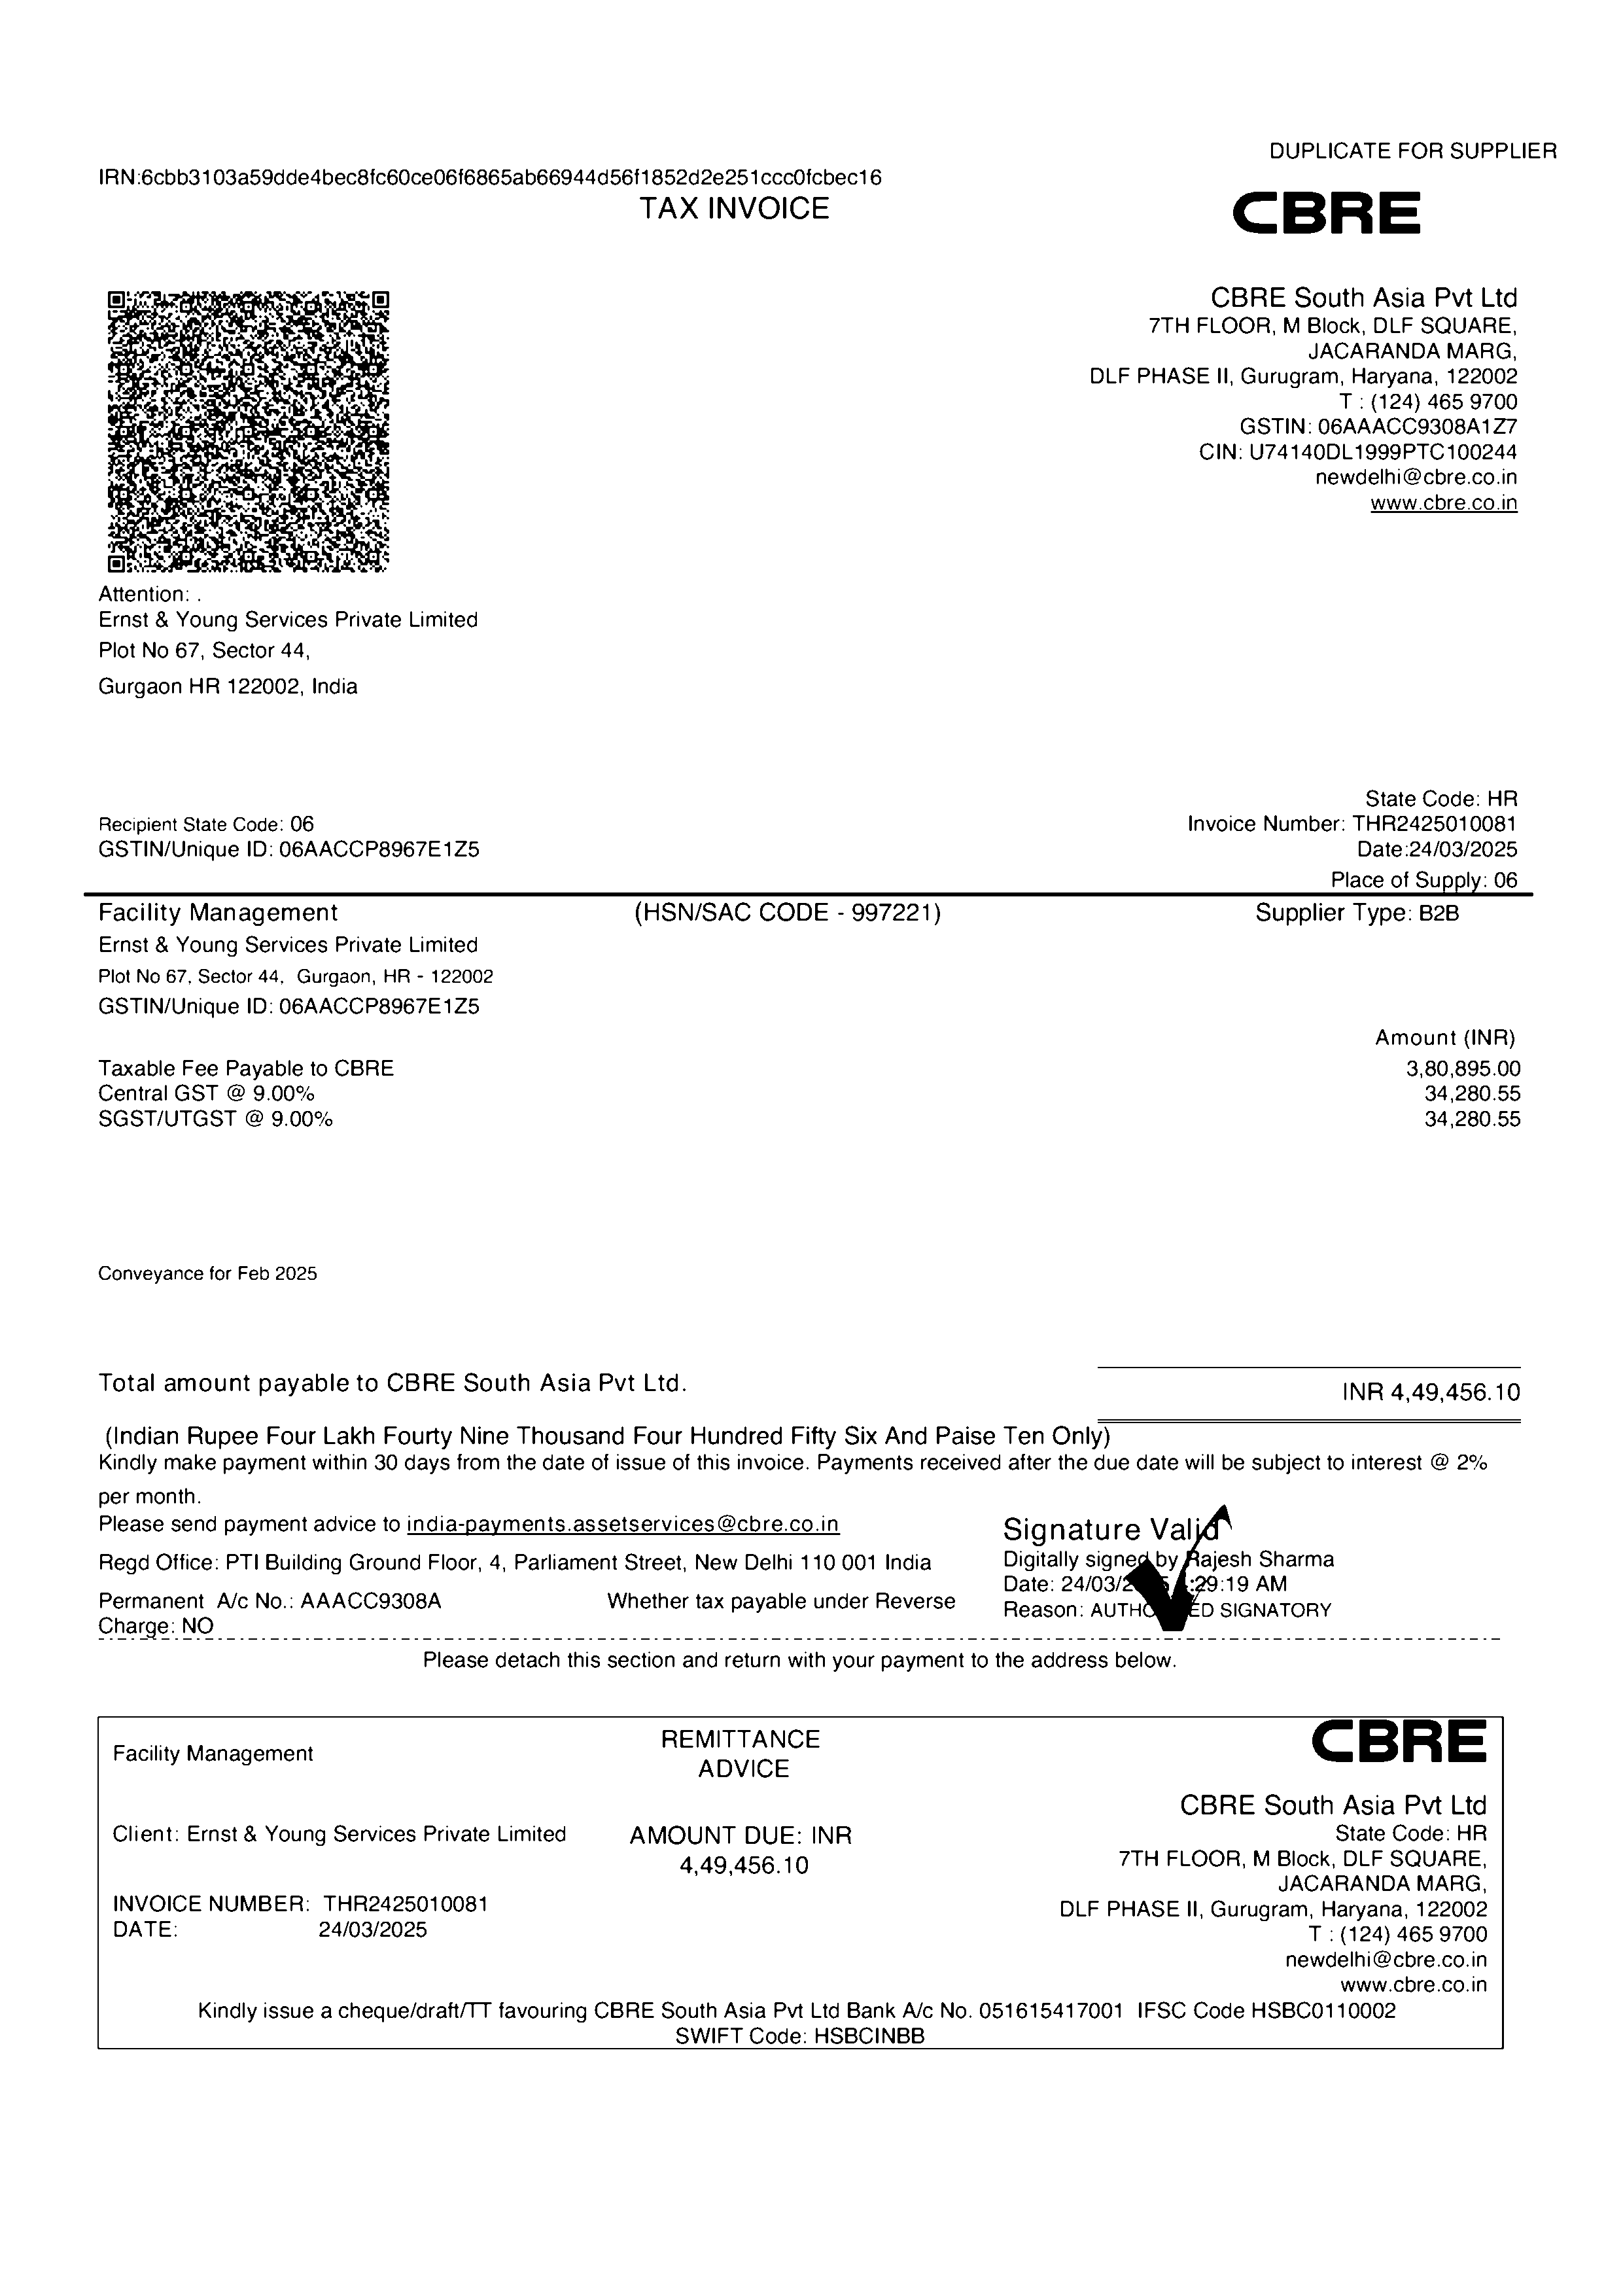 DUPLICATE FOR SUPPLIER
IRN:6cbb3103a59dde4bec8fc60ce06f6865ab66944d56f1852d2e251ccc0fcbec16
TAX INVOICE
CBRE
CBRE South Asia Pvt Ltd
7TH FLOOR, M Block, DLF SQUARE,
JACARANDA MARG,
DLF PHASE II, Gurugram, Haryana, 122002
T : (124) 465 9700
GSTIN: 06AAACC9308A1Z7
CIN: U74140DL1999PTC100244
newdelhi@cbre.co.in
www.cbre.co.in
Attention: .
Ernst & Young Services Private Limited
Plot No 67, Sector 44,
Gurgaon HR 122002, India
State Code: HR
Recipient State Code: 06 Invoice Number: THR2425010081
GSTIN/Unique ID: 06AACCP8967E1Z5 Date:24/03/2025
Place of Supply: 06
Facility Management (HSN/SAC CODE - 997221) Supplier Type: B2B
Ernst & Young Services Private Limited
Plot No 67, Sector 44, Gurgaon, HR - 122002
GSTIN/Unique ID: 06AACCP8967E1Z5
Amount (INR)
Taxable Fee Payable to CBRE 3,80,895.00
Central GST @ 9.00% 34,280.55
SGST/UTGST @ 9.00% 34,280.55
Conveyance for Feb 2025
Total amount payable to CBRE South Asia Pvt Ltd. INR 4,49,456.10
(Indian Rupee Four Lakh Fourty Nine Thousand Four Hundred Fifty Six And Paise Ten Only)
Kindly make payment within 30 days from the date of issue of this invoice. Payments received after the due date will be subject to interest @ 2%
per month.
Please send payment advice to india-payments.assetservices@cbre.co.in
Regd Office: PTI Building Ground Floor, 4, Parliament Street, New Delhi 110 001 India
Permanent A/c No.: AAACC9308A Whether tax payable under Reverse
Charge: NO
Signature Valid
Digitally signed by Rajesh Sharma
Date: 24/03/ :29:19 AM
Reason: AUTHORISED SIGNATORY
Please detach this section and return with your payment to the address below.
Facility Management
REMITTANCE
ADVICE
CBRE
Client: Ernst & Young Services Private Limited
AMOUNT DUE: INR
4,49,456.10
INVOICE NUMBER: THR2425010081
DATE: 24/03/2025
CBRE South Asia Pvt Ltd
State Code: HR
7TH FLOOR, M Block, DLF SQUARE,
JACARANDA MARG,
DLF PHASE II, Gurugram, Haryana, 122002
T : (124) 465 9700
newdelhi@cbre.co.in
www.cbre.co.in
Kindly issue a cheque/draft/TT favouring CBRE South Asia Pvt Ltd Bank A/c No. 051615417001 IFSC Code HSBC0110002
SWIFT Code: HSBCINBB